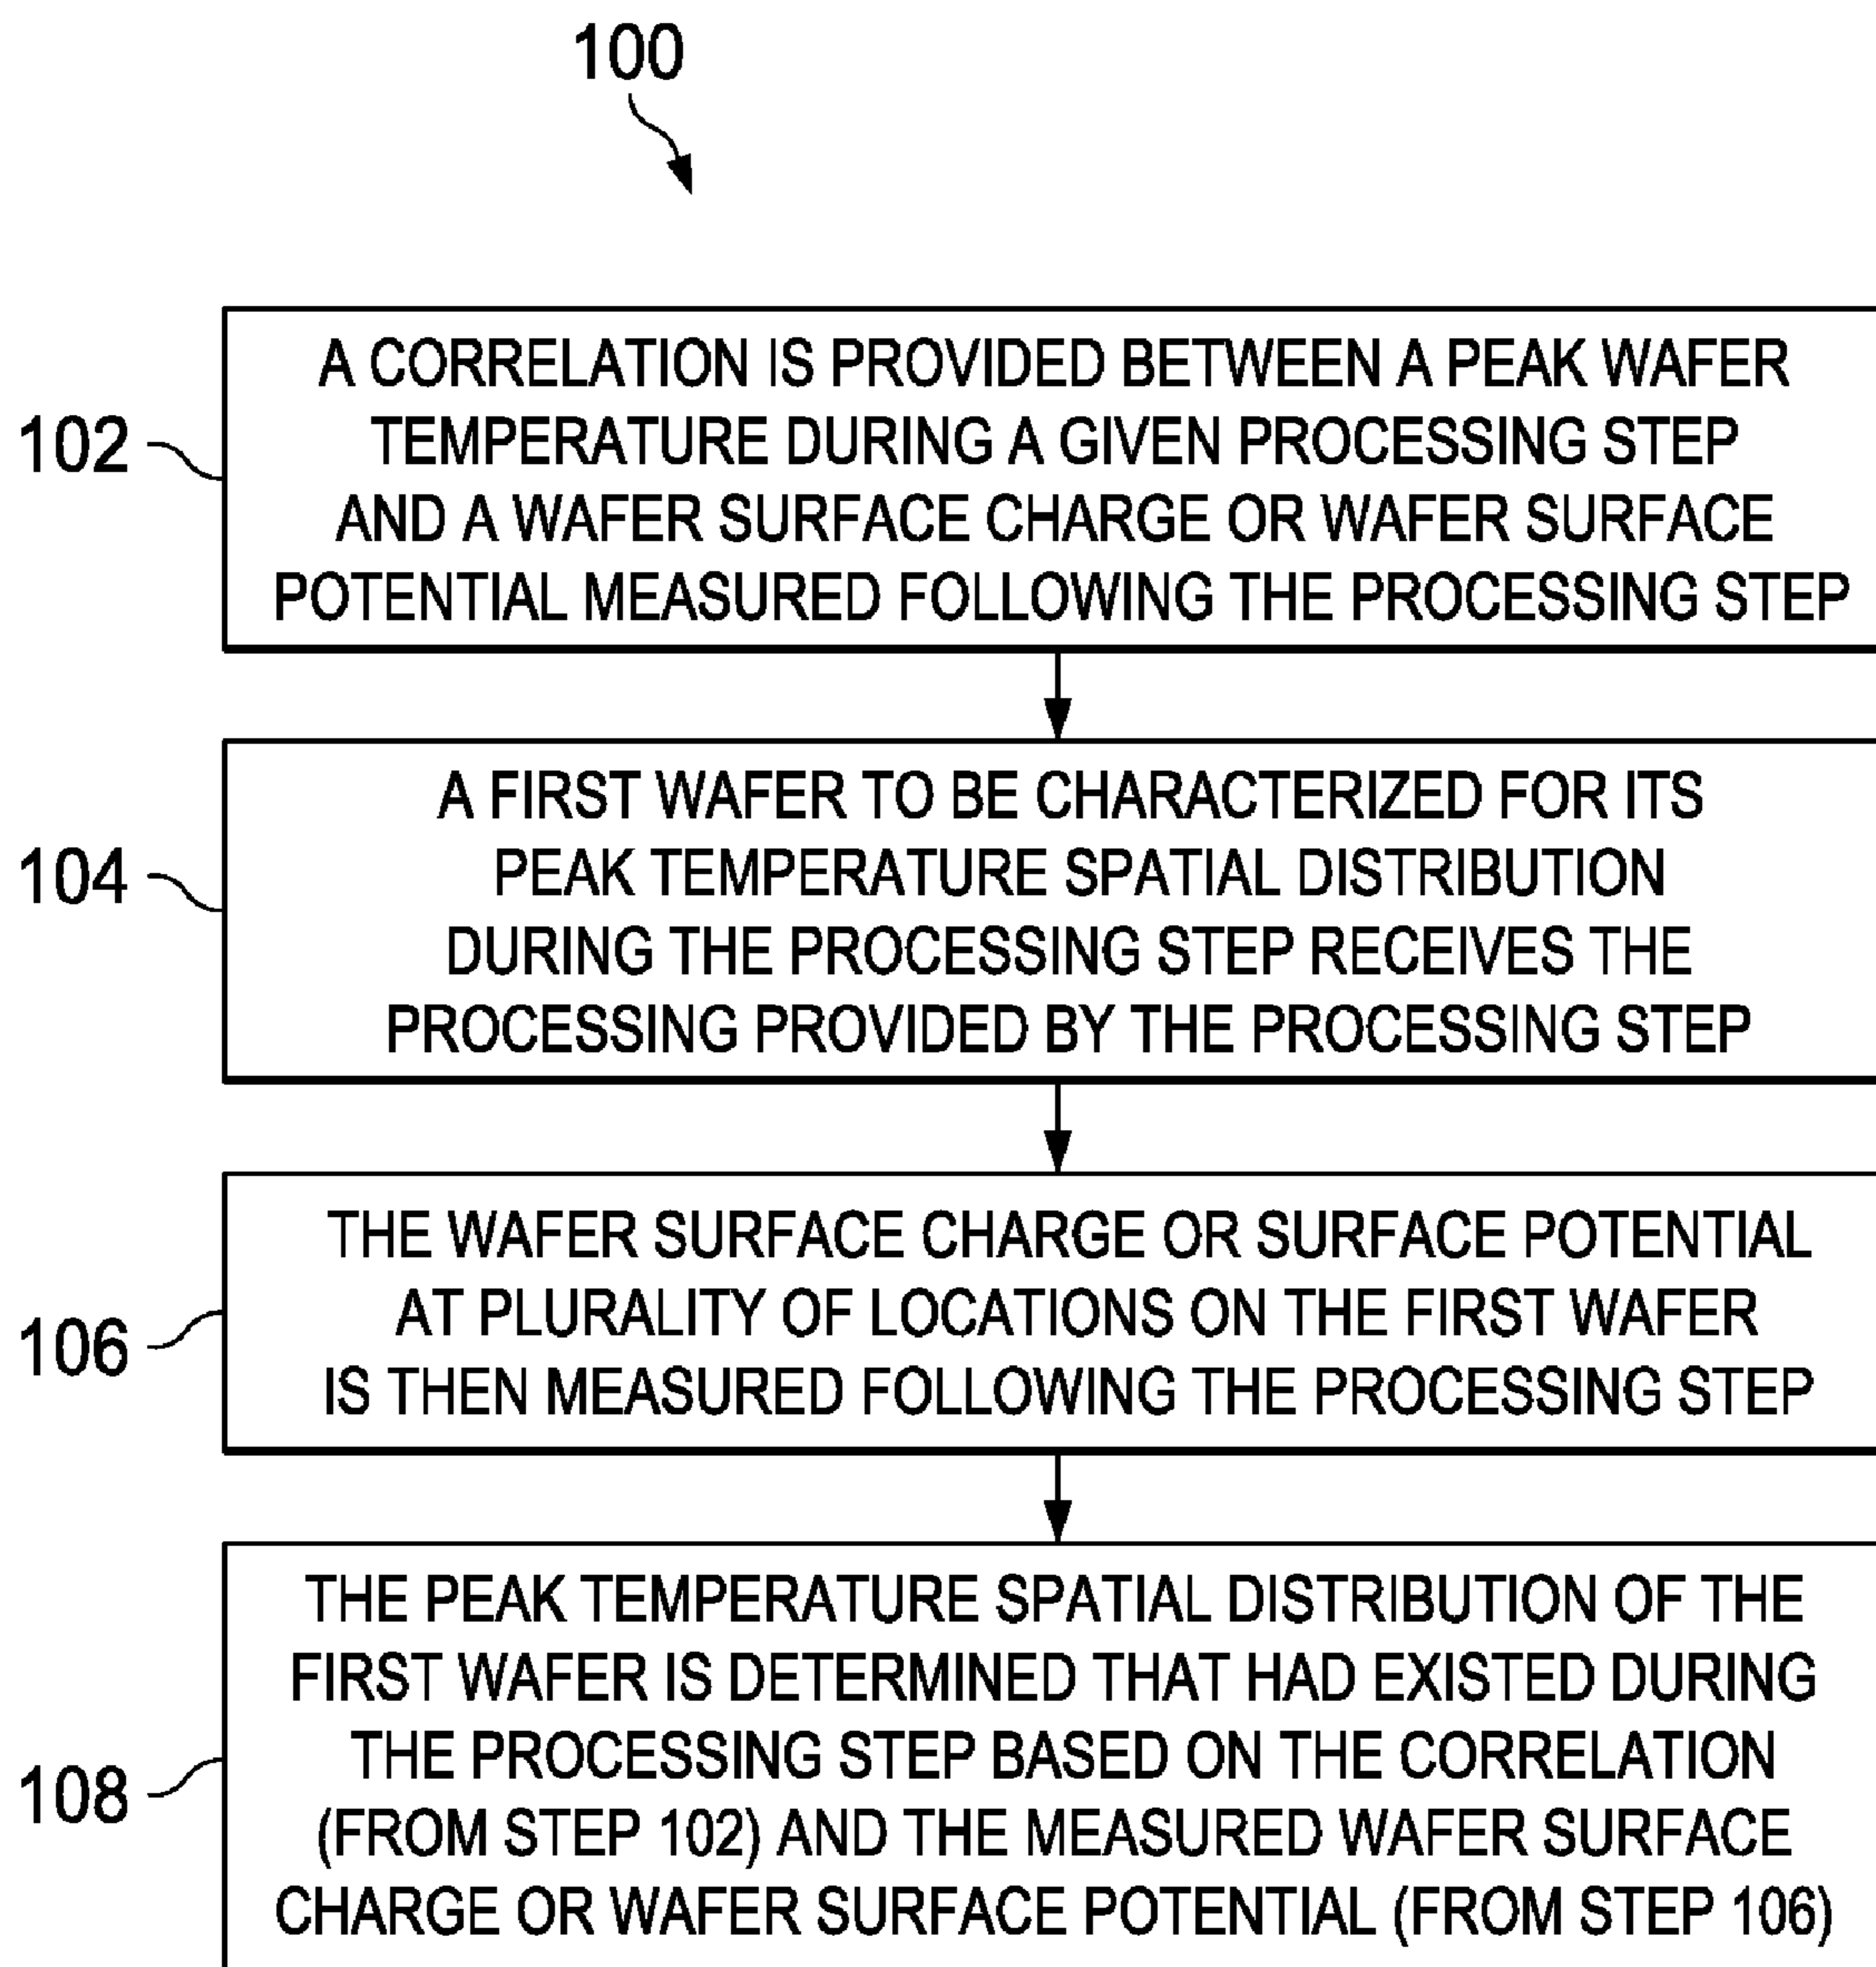 100
102
A CORRELATION IS PROVIDED BETWEEN A PEAK WAFER
TEMPERATURE DURING A GIVEN PROCESSING STEP
AND A WAFER SURFACE CHARGE OR WAFER SURFACE
POTENTIAL MEASURED FOLLOWING THE PROCESSING STEP
104
A FIRST WAFER TO BE CHARACTERIZED FOR ITS
PEAK TEMPERATURE SPATIAL DISTRIBUTION
DURING THE PROCESSING STEP RECEIVES THE
PROCESSING PROVIDED BY THE PROCESSING STEP
106
THE WAFER SURFACE CHARGE OR SURFACE POTENTIAL
AT PLURALITY OF LOCATIONS ON THE FIRST WAFER
IS THEN MEASURED FOLLOWING THE PROCESSING STEP
108
THE PEAK TEMPERATURE SPATIAL DISTRIBUTION OF THE
FIRST WAFER IS DETERMINED THAT HAD EXISTED DURING
THE PROCESSING STEP BASED ON THE CORRELATION
(FROM STEP 102) AND THE MEASURED WAFER SURFACE
CHARGE OR WAFER SURFACE POTENTIAL (FROM STEP 106)